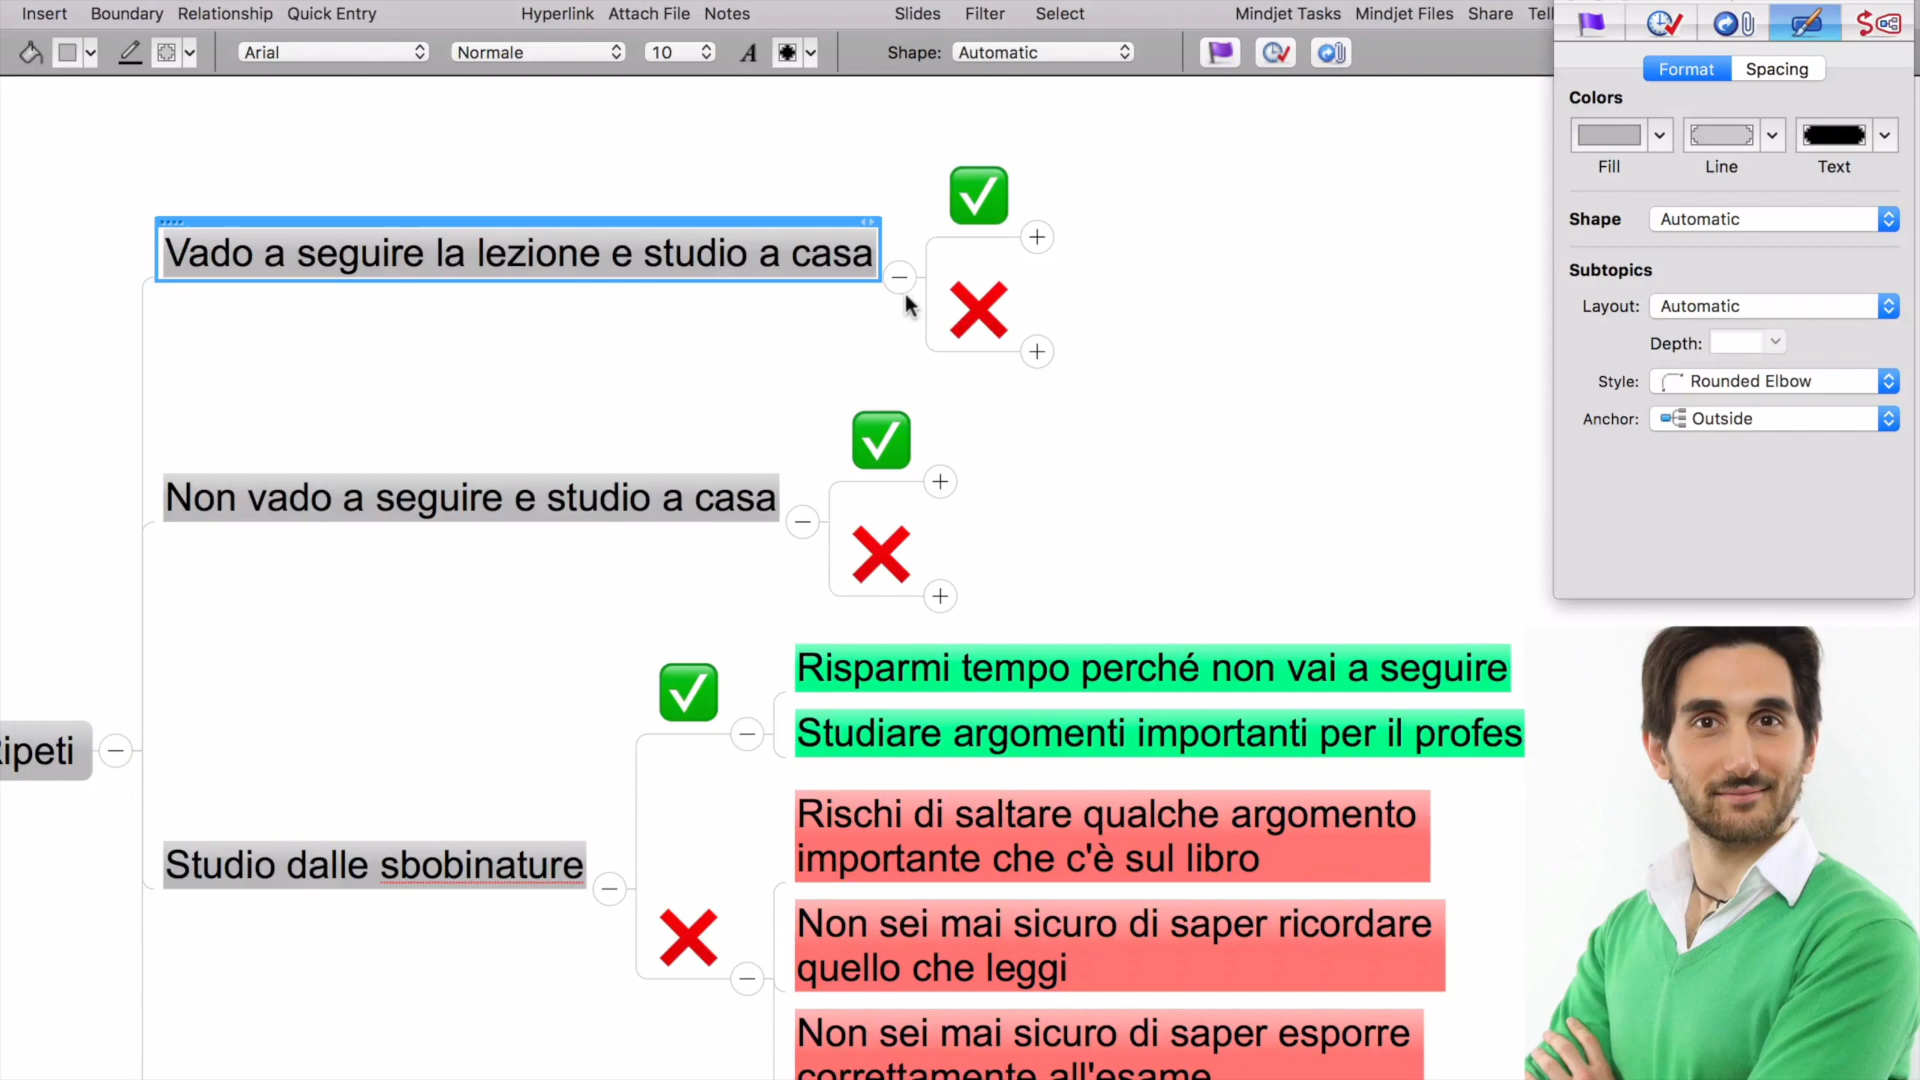 Insert Boundary Relationship Quick Entry Hyperlink Attach File Notes Slides Filter Select Mindjet Tasks Mindjet Files Share Tell
Arial Normale 10 A Shape: Automatic
Format Spacing
Colors
Fill Line Text
Shape Automatic
Subtopics
Layout: Automatic
Depth:
Style: Rounded Elbow
Anchor: Outside
Vado a seguire la lezione e studio a casa
Non vado a seguire e studio a casa
Risparmi tempo perché non vai a seguire
Studiare argomenti importanti per il profes
ipeti
Studio dalle sbobinature
Rischi di saltare qualche argomento
importante che c'è sul libro
Non sei mai sicuro di saper ricordare
quello che leggi
Non sei mai sicuro di saper esporre
correttamente all'esame